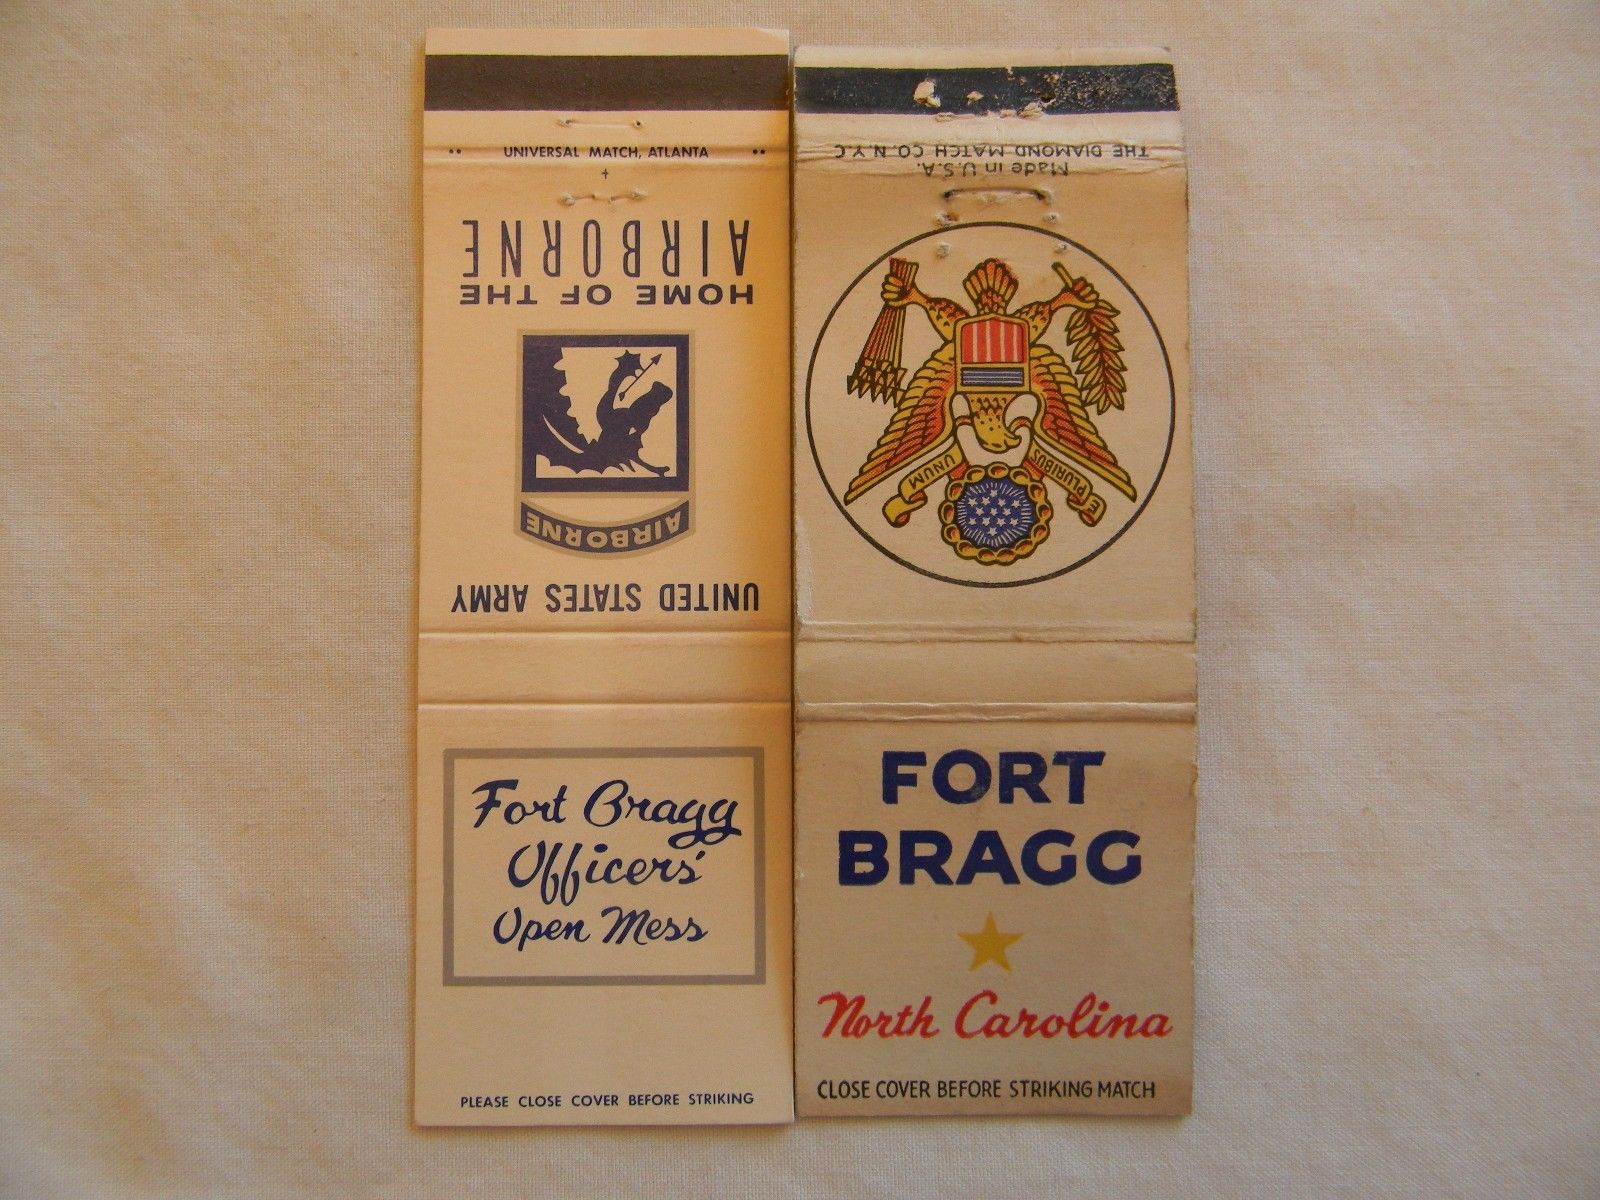 UNIVERSAL MATCH, ATLANTA
UNITED STATES ARMY
AIRBORNE
HOME OF THE
AIRBORNE
Fort Bragg
Officers'
Open Mess
PLEASE CLOSE COVER BEFORE STRIKING
Made in U.S.A.
THE DIAMOND MATCH CO. N.Y.C
E PLURIBUS UNUM
FORT
BRAGG
North Carolina
CLOSE COVER BEFORE STRIKING MATCH